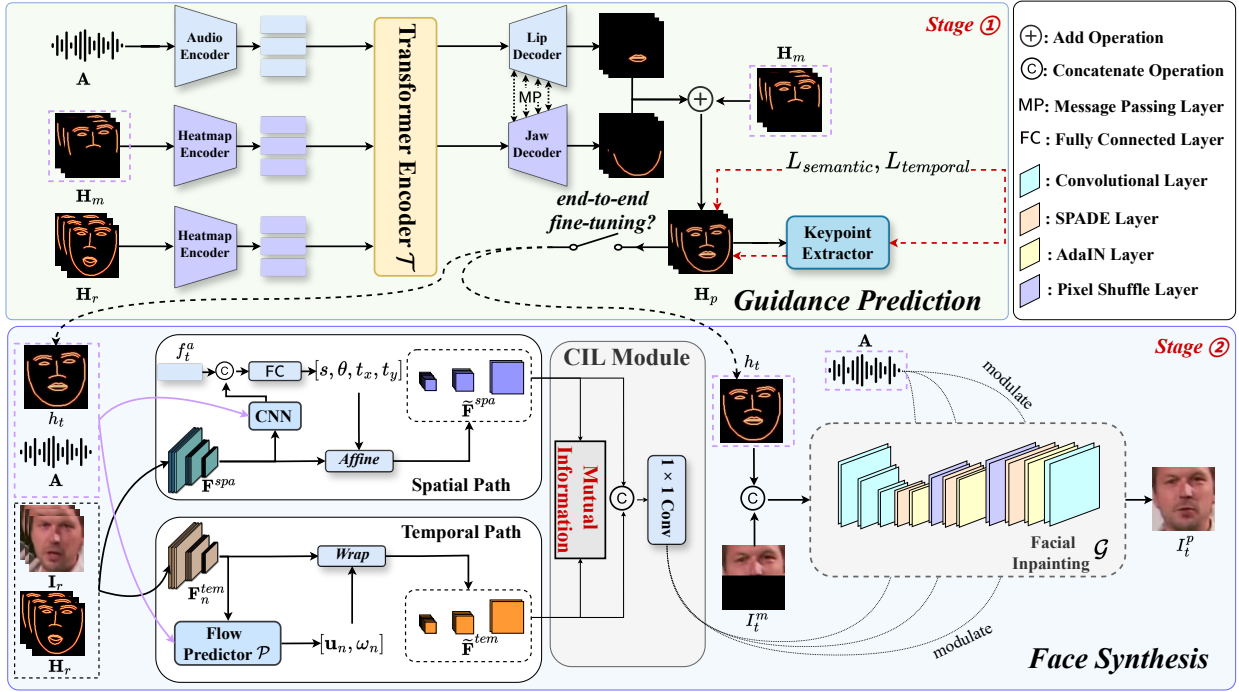 Stage ①
A
Audio
Encoder
H_m
Heatmap
Encoder
H_r
Heatmap
Encoder
Transformer Encoder 𝒯
Lip
Decoder
MP
Jaw
Decoder
H_m
L_semantic, L_temporal
end-to-end
fine-tuning?
H_p
Keypoint
Extractor
Guidance Prediction
+ : Add Operation
C : Concatenate Operation
MP: Message Passing Layer
FC : Fully Connected Layer
: Convolutional Layer
: SPADE Layer
: AdaIN Layer
: Pixel Shuffle Layer
Stage ②
h_t
A
I_r
H_r
f_t^a
C
FC
[s, θ, t_x, t_y]
CNN
F^spa
Affine
F̃^spa
Spatial Path
Temporal Path
F_n^tem
Wrap
Flow
Predictor 𝒫
[u_n, ω_n]
F̃^tem
CIL Module
Mutual
Information
C
1 × 1 Conv
h_t
C
I_t^m
A
modulate
Facial
Inpainting 𝒢
modulate
I_t^p
Face Synthesis